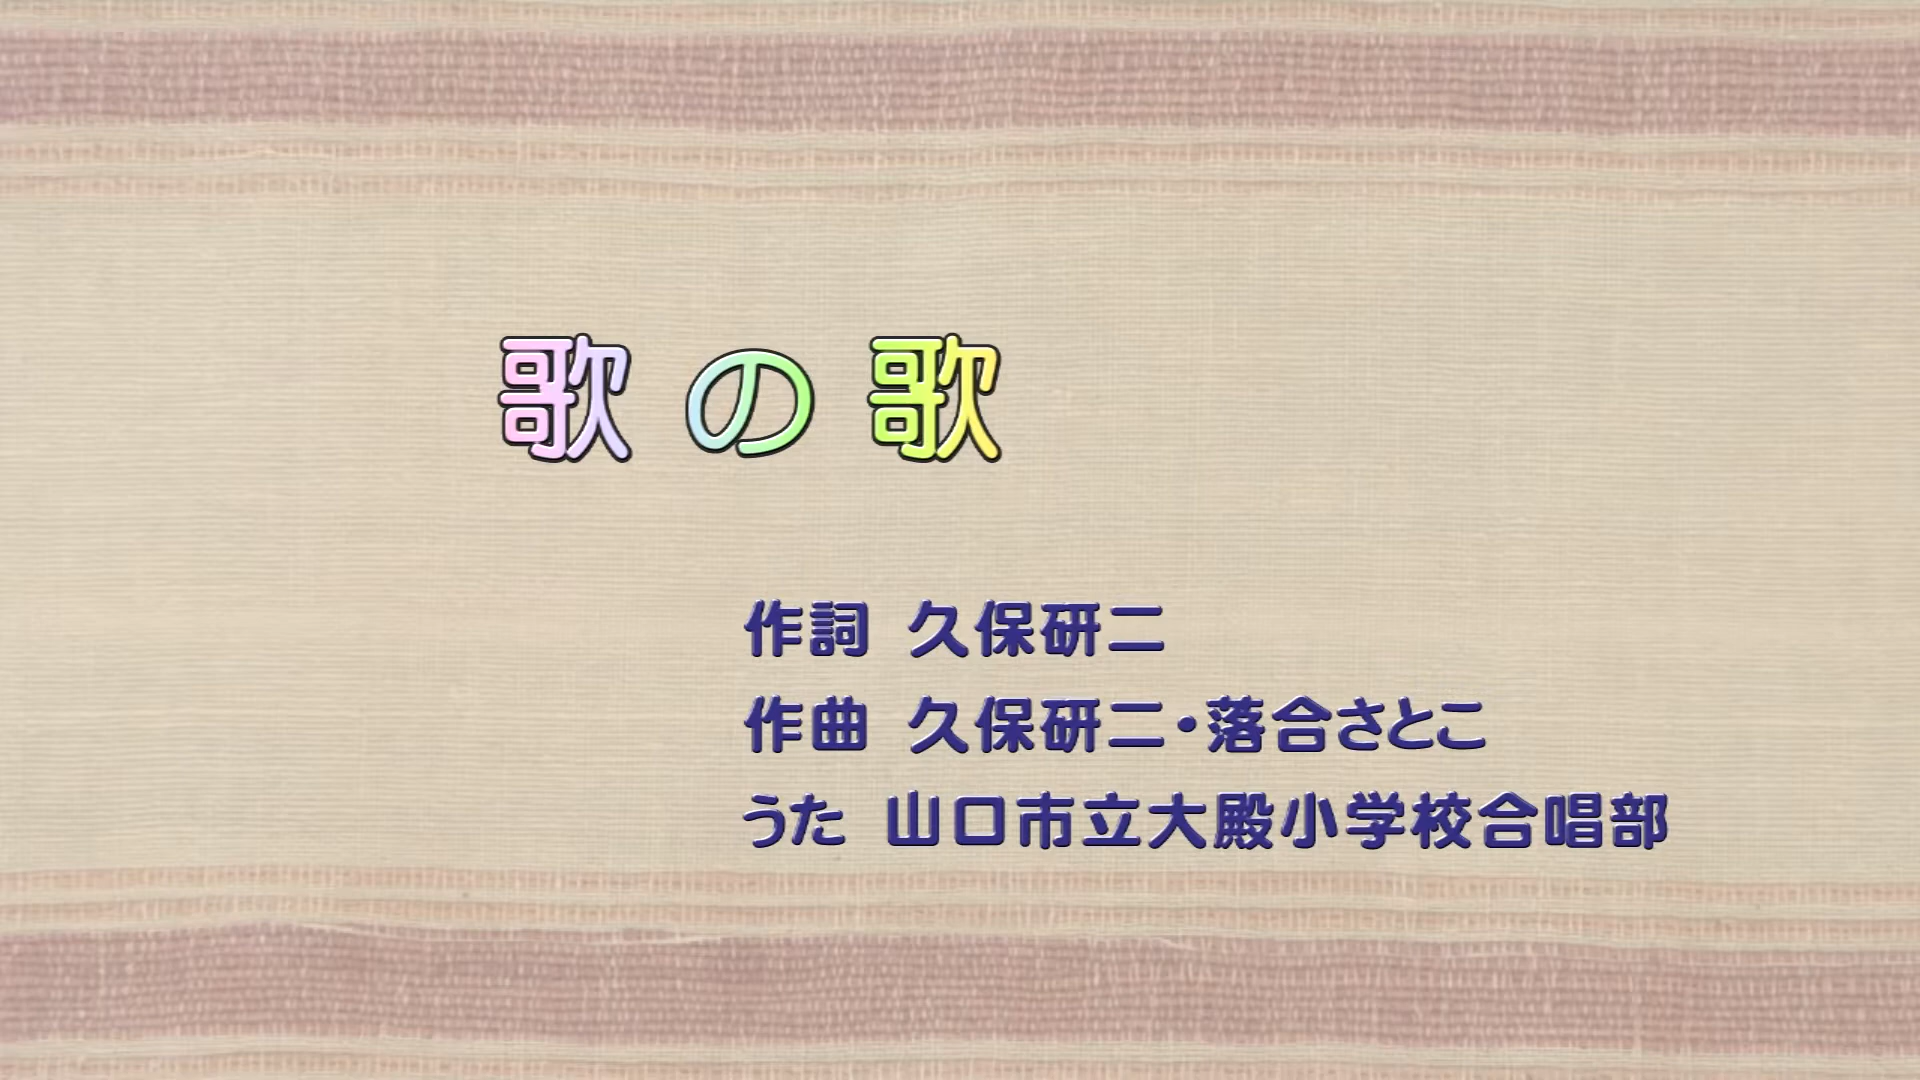 歌の歌
作詞 久保研二
作曲 久保研二・落合さとこ
うた 山口市立大殿小学校合唱部